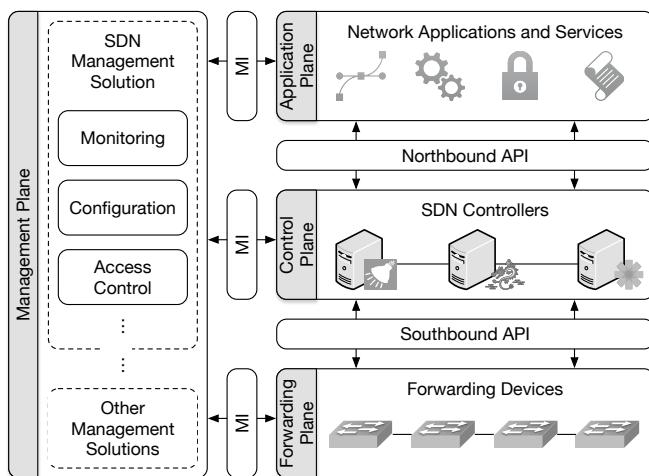 Management Plane
SDN
Management
Solution
Monitoring
Configuration
Access
Control
...
...
Other
Management
Solutions
MI
MI
MI
Application
Plane
Network Applications and Services
Northbound API
Control
Plane
SDN Controllers
Southbound API
Forwarding
Plane
Forwarding Devices